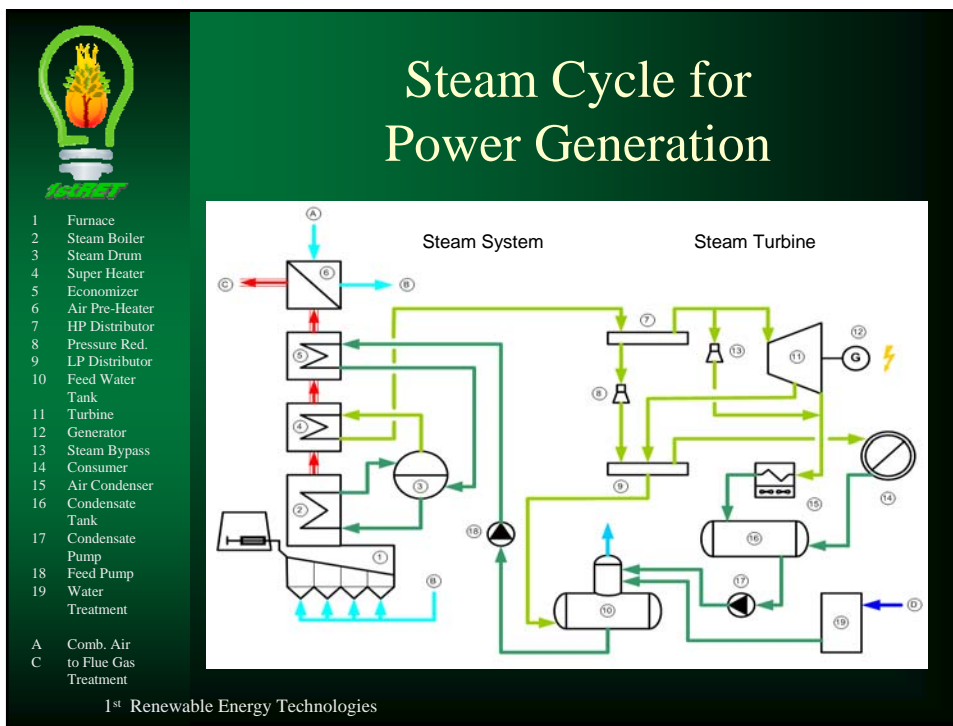 Steam Cycle for
Power Generation
1stRET
1 Furnace
2 Steam Boiler
3 Steam Drum
4 Super Heater
5 Economizer
6 Air Pre-Heater
7 HP Distributor
8 Pressure Red.
9 LP Distributor
10 Feed Water
Tank
11 Turbine
12 Generator
13 Steam Bypass
14 Consumer
15 Air Condenser
16 Condensate
Tank
17 Condensate
Pump
18 Feed Pump
19 Water
Treatment
A Comb. Air
C to Flue Gas
Treatment
Steam System
Steam Turbine
A
C
6
B
5
4
3
2
1
B
7
8
13
11
12
G
9
14
15
16
17
18
10
19
D
1st Renewable Energy Technologies